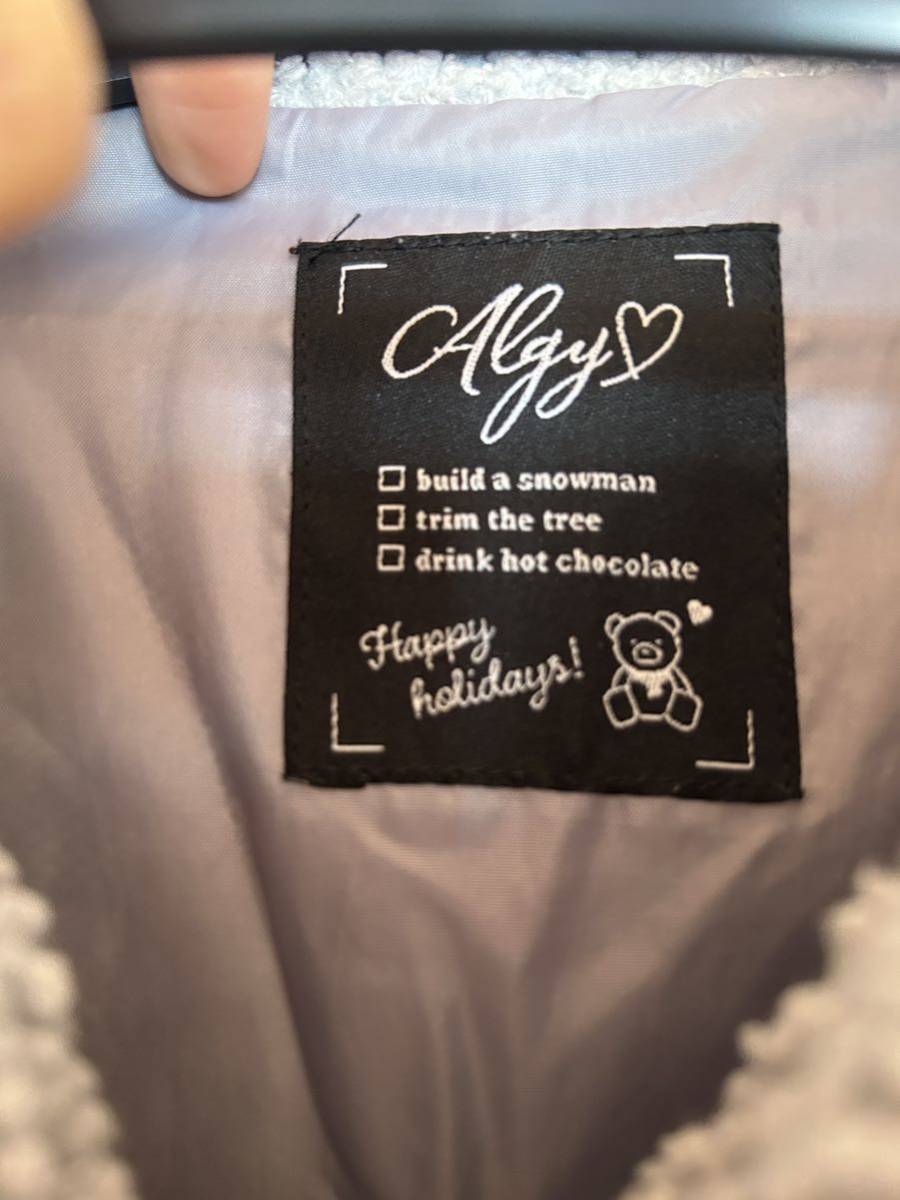 Algy♡
☐ build a snowman
☐ trim the tree
☐ drink hot chocolate
Happy
holidays!